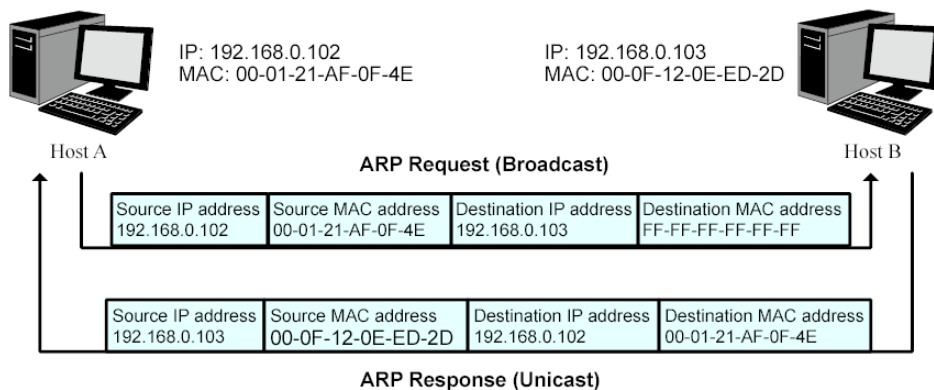 IP: 192.168.0.102
MAC: 00-01-21-AF-0F-4E
IP: 192.168.0.103
MAC: 00-0F-12-0E-ED-2D
Host A
Host B
ARP Request (Broadcast)
Source IP address
192.168.0.102
Source MAC address
00-01-21-AF-0F-4E
Destination IP address
192.168.0.103
Destination MAC address
FF-FF-FF-FF-FF-FF
Source IP address
192.168.0.103
Source MAC address
00-0F-12-0E-ED-2D
Destination IP address
192.168.0.102
Destination MAC address
00-01-21-AF-0F-4E
ARP Response (Unicast)